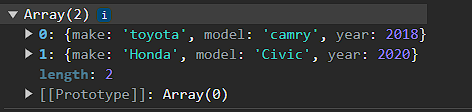 ▼ Array(2) i
▶ 0: {make: 'toyota', model: 'camry', year: 2018}
▶ 1: {make: 'Honda', model: 'Civic', year: 2020}
length: 2
▶ [[Prototype]]: Array(0)